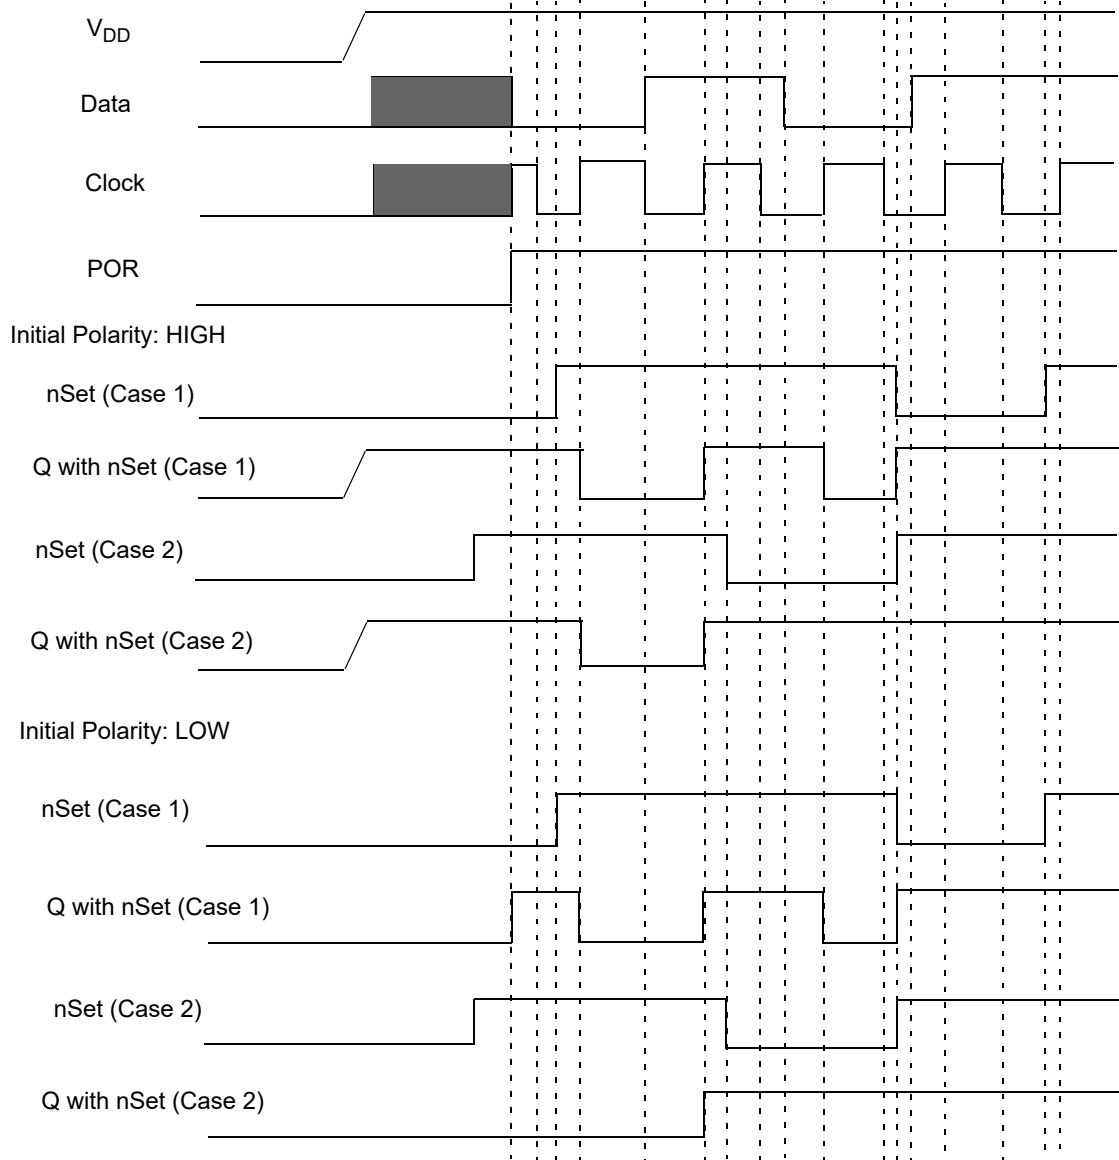 VDD
Data
Clock
POR
Initial Polarity: HIGH
nSet (Case 1)
Q with nSet (Case 1)
nSet (Case 2)
Q with nSet (Case 2)
Initial Polarity: LOW
nSet (Case 1)
Q with nSet (Case 1)
nSet (Case 2)
Q with nSet (Case 2)